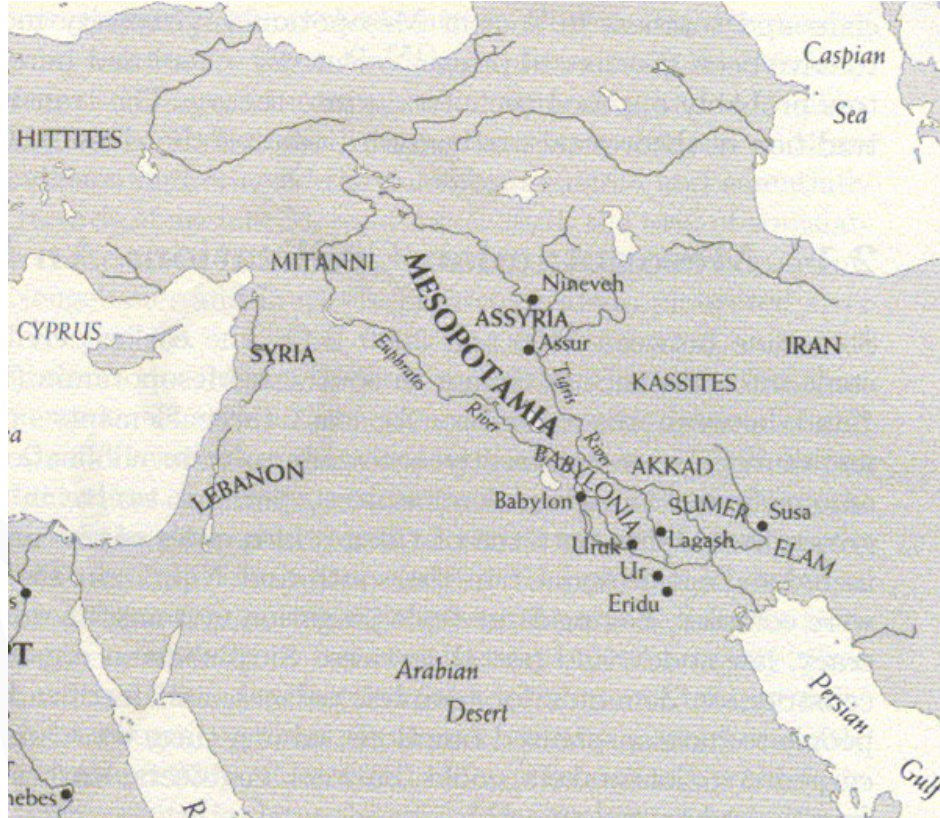 Caspian
Sea
HITTITES
MITANNI
MESOPOTAMIA
Nineveh
ASSYRIA
CYPRUS
SYRIA
Euphrates
River
Assur
Tigris
River
IRAN
KASSITES
LEBANON
BABYLONIA
AKKAD
Babylon
SUMER
Susa
Uruk
Lagash
ELAM
Ur
Eridu
Arabian
Desert
Persian
Gulf